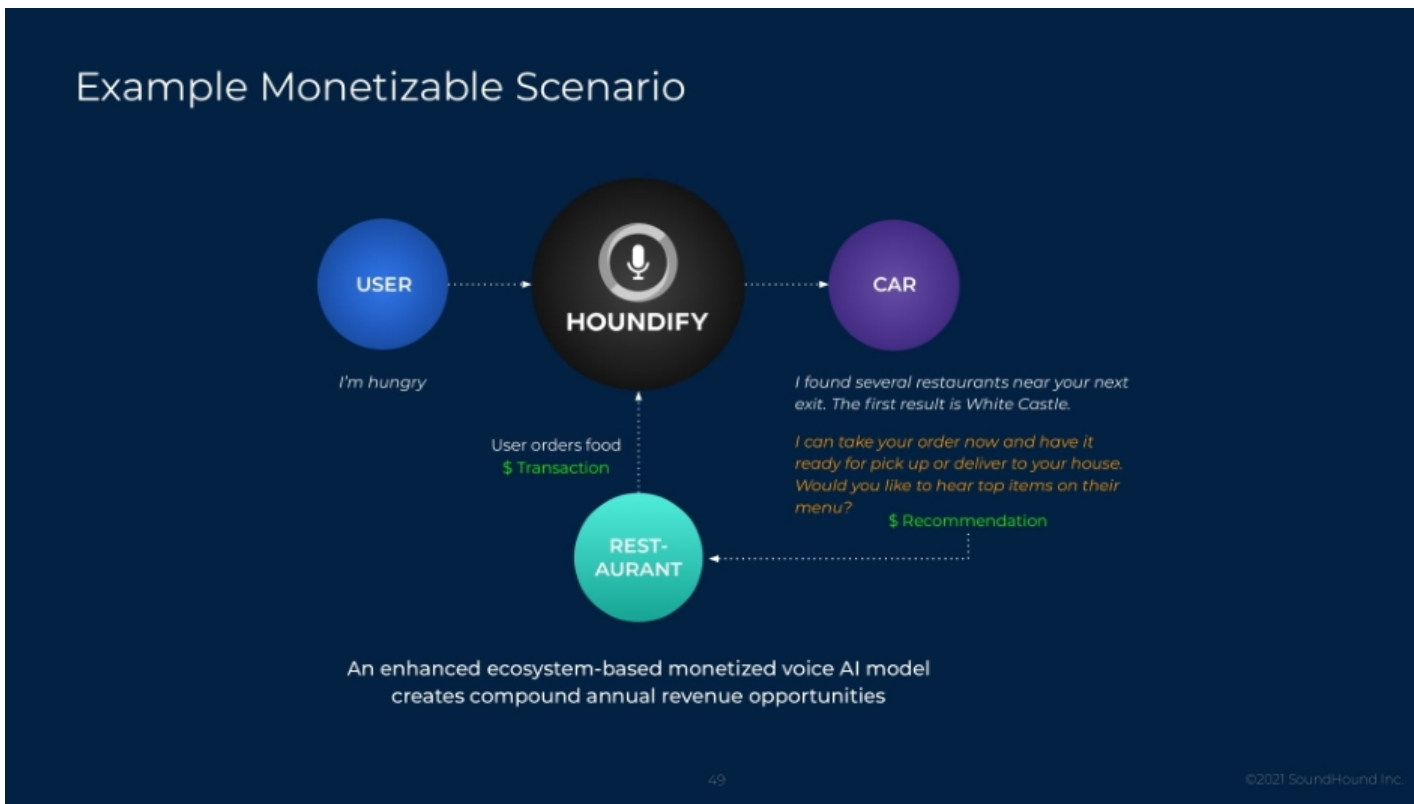 Example Monetizable Scenario
USER
HOUNDIFY
CAR
I'm hungry
I found several restaurants near your next
exit. The first result is White Castle.
I can take your order now and have it
ready for pick up or deliver to your house.
Would you like to hear top items on their
menu?
$ Recommendation
User orders food
$ Transaction
REST-
AURANT
An enhanced ecosystem-based monetized voice AI model
creates compound annual revenue opportunities
49
©2021 SoundHound Inc.